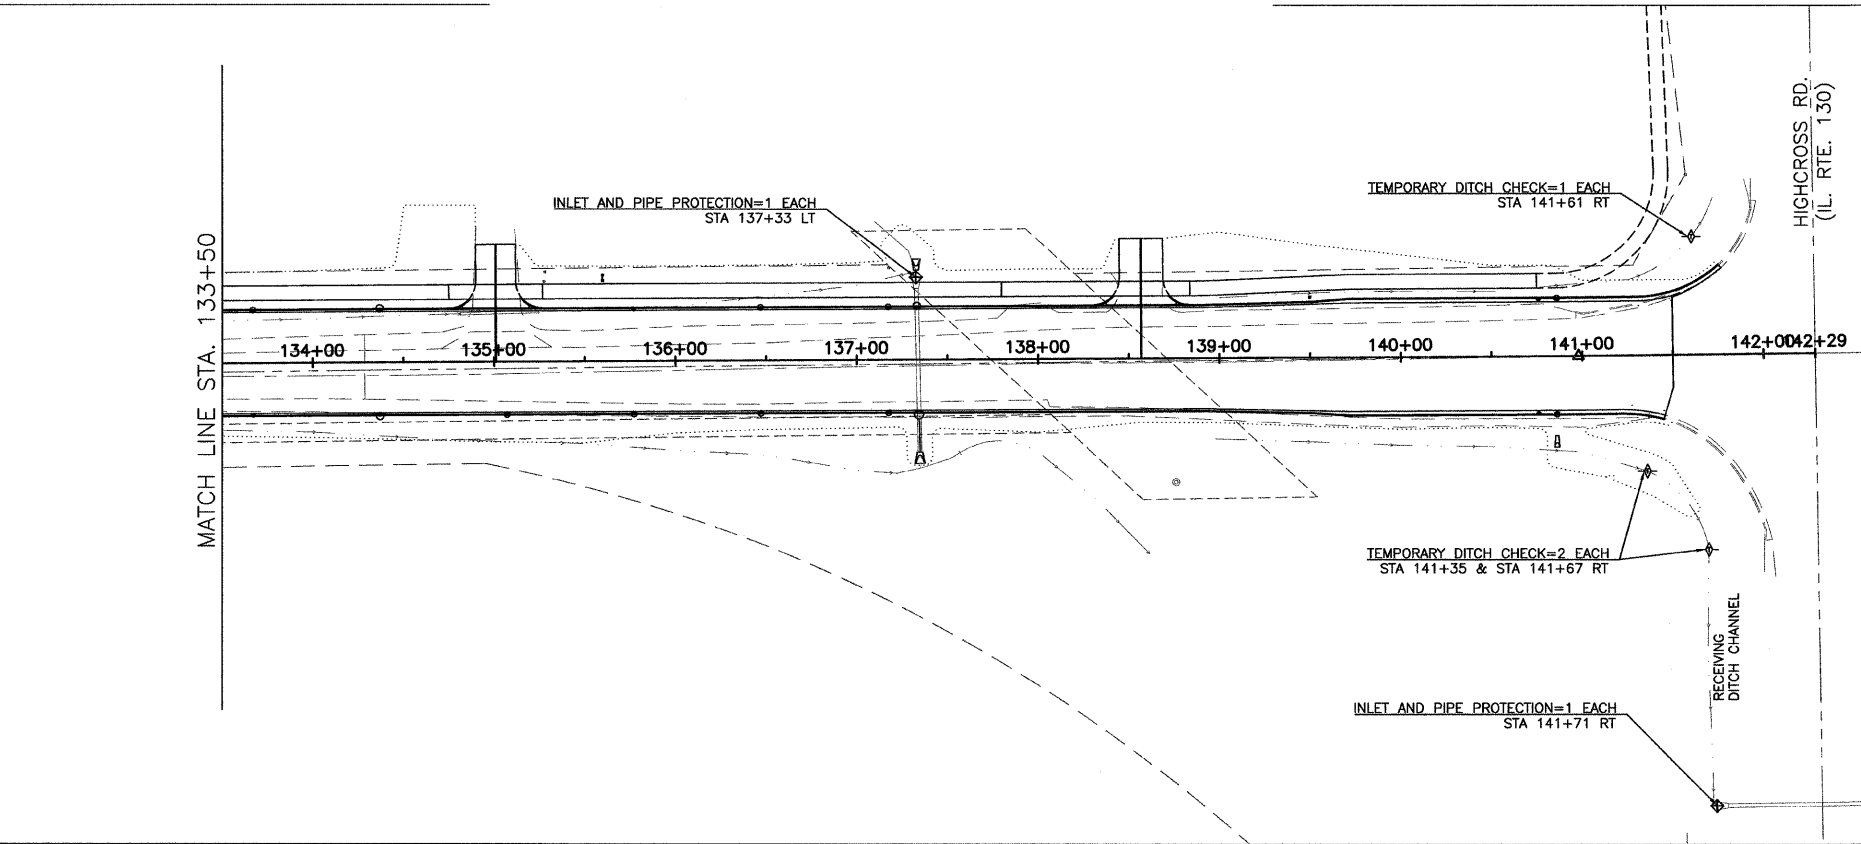 HIGHCROSS RD.
(IL. RTE. 130)
TEMPORARY DITCH CHECK=1 EACH
STA 141+61 RT
INLET AND PIPE PROTECTION=1 EACH
STA 137+33 LT
MATCH LINE STA. 133+50
134+00 135+00 136+00 137+00 138+00 139+00 140+00 141+00 142+00 142+29
TEMPORARY DITCH CHECK=2 EACH
STA 141+35 & STA 141+67 RT
RECEIVING
DITCH CHANNEL
INLET AND PIPE PROTECTION=1 EACH
STA 141+71 RT